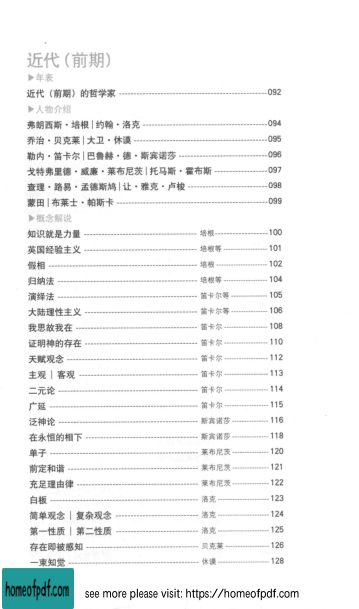 近代(前期)
▶年表
近代(前期)的哲学家 092
▶人物介绍
弗朗西斯·培根|约翰·洛克 094
乔治·贝克莱|大卫·休谟 095
勒内·笛卡尔|巴鲁赫·德·斯宾诺莎 096
戈特弗里德·威廉·莱布尼茨|托马斯·霍布斯 097
查理·路易·孟德斯鸠|让·雅克·卢梭 098
蒙田|布莱士·帕斯卡 099
▶概念解说
知识就是力量 培根 100
英国经验主义 培根等 101
假相 培根 102
归纳法 培根等 104
演绎法 笛卡尔等 105
大陆理性主义 笛卡尔等 106
我思故我在 笛卡尔 108
证明神的存在 笛卡尔 110
天赋观念 笛卡尔 112
主观|客观 笛卡尔 113
二元论 笛卡尔 114
广延 笛卡尔 115
泛神论 斯宾诺莎 116
在永恒的相下 斯宾诺莎 118
单子 莱布尼茨 120
前定和谐 莱布尼茨 121
充足理由律 莱布尼茨 122
白板 洛克 123
简单观念|复杂观念 洛克 124
第一性质|第二性质 洛克 125
存在即被感知 贝克莱 126
一束知觉 休谟 128
homeofpdf.com see more please visit: https://homeofpdf.com